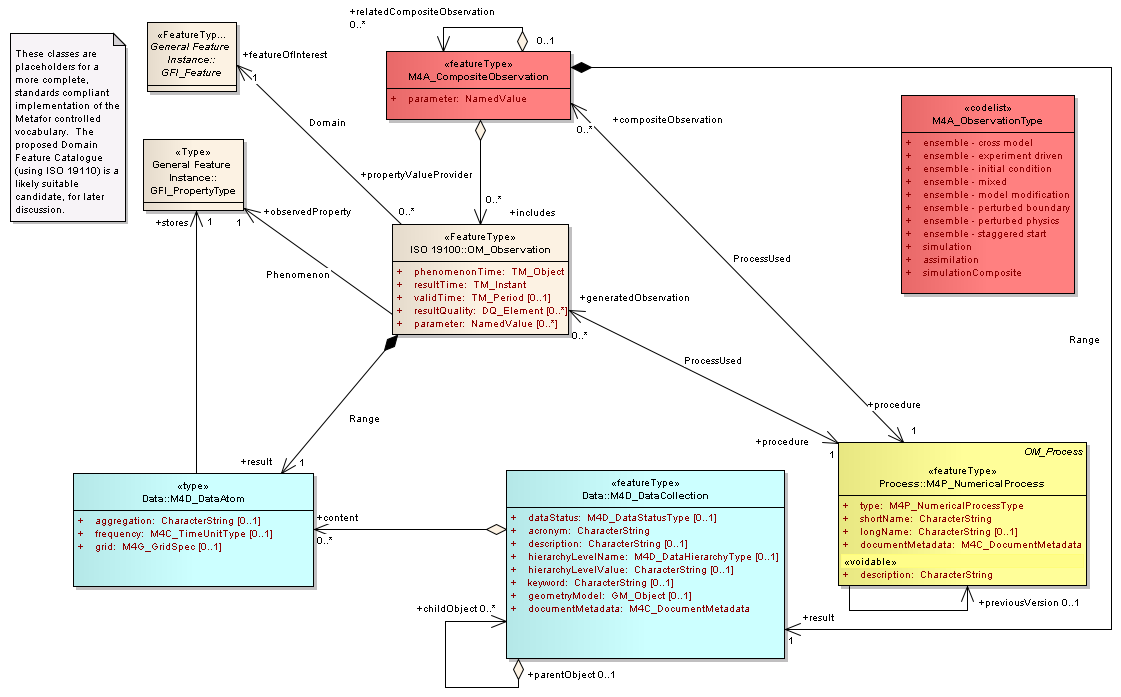 +relatedCompositeObservation
0..*
0..1
These classes are
placeholders for a
more complete,
standards compliant
implementation of the
Metafor controlled
vocabulary.  The
proposed Domain
Feature Catalogue
(using ISO 19110) is a
likely suitable
candidate, for later
discussion.
«FeatureTyp...
General Feature
Instance::
GFI_Feature
+featureOfInterest
1
«featureType»
M4A_CompositeObservation
+ parameter: NamedValue
0..*
+compositeObservation
«codelist»
M4A_ObservationType
+ ensemble - cross model
+ ensemble - experiment driven
+ ensemble - initial condition
+ ensemble - mixed
+ ensemble - model modification
+ ensemble - perturbed boundary
+ ensemble - perturbed physics
+ ensemble - staggered start
+ simulation
+ assimilation
+ simulationComposite
Domain
«Type»
General Feature
Instance::
GFI_PropertyType
+propertyValueProvider
0..*
0..*
+includes
+stores
1
1
+observedProperty
Phenomenon
«FeatureType»
ISO 19100::OM_Observation
+ phenomenonTime: TM_Object
+ resultTime: TM_Instant
+ validTime: TM_Period [0..1]
+ resultQuality: DQ_Element [0..*]
+ parameter: NamedValue [0..*]
ProcessUsed
+generatedObservation
0..*
ProcessUsed
Range
Range
+procedure
1
+procedure
1
+result
1
OM_Process
«featureType»
Process::M4P_NumericalProcess
+ type: M4P_NumericalProcessType
+ shortName: CharacterString
+ longName: CharacterString [0..1]
+ documentMetadata: M4C_DocumentMetadata
«voidable»
+ description: CharacterString
+previousVersion 0..1
«type»
Data::M4D_DataAtom
+ aggregation: CharacterString [0..1]
+ frequency: M4C_TimeUnitType [0..1]
+ grid: M4G_GridSpec [0..1]
+content
0..*
«featureType»
Data::M4D_DataCollection
+ dataStatus: M4D_DataStatusType [0..1]
+ acronym: CharacterString
+ description: CharacterString [0..1]
+ hierarchyLevelName: M4D_DataHierarchyType [0..1]
+ hierarchyLevelValue: CharacterString [0..1]
+ keyword: CharacterString [0..1]
+ geometryModel: GM_Object [0..1]
+ documentMetadata: M4C_DocumentMetadata
+childObject 0..*
+parentObject 0..1
+result
1